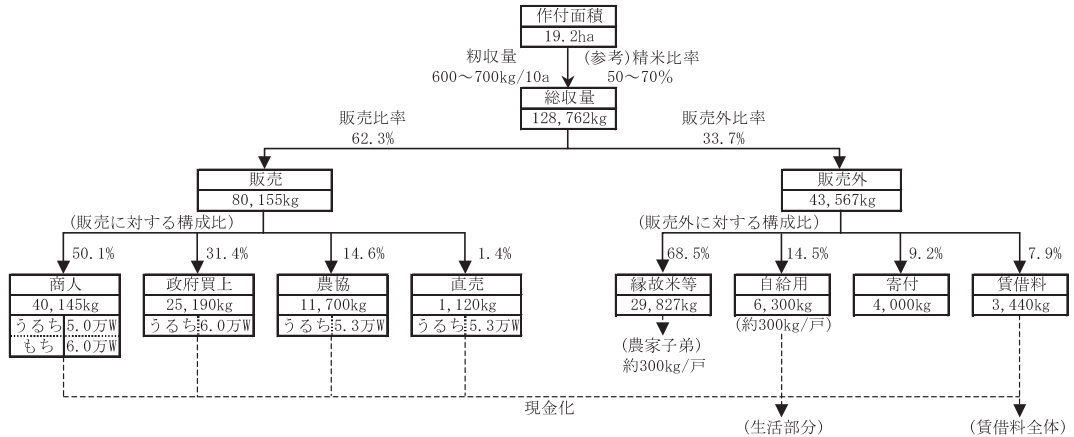 作付面積
19.2ha
籾収量
600～700kg/10a
(参考)精米比率
50～70%
総収量
128,762kg
販売比率
62.3%
販売外比率
33.7%
販売
80,155kg
販売外
43,567kg
(販売に対する構成比)
(販売外に対する構成比)
50.1%
31.4%
14.6%
1.4%
68.5%
14.5%
9.2%
7.9%
商人
40,145kg
うるち 5.0万W
もち 6.0万W
政府買上
25,190kg
うるち 6.0万W
農協
11,700kg
うるち 5.3万W
直売
1,120kg
うるち 5.3万W
縁故米等
29,827kg
(農家子弟)
約300kg/戸
自給用
6,300kg
(約300kg/戸)
寄付
4,000kg
賃借料
3,440kg
現金化
(生活部分)
(賃借料全体)